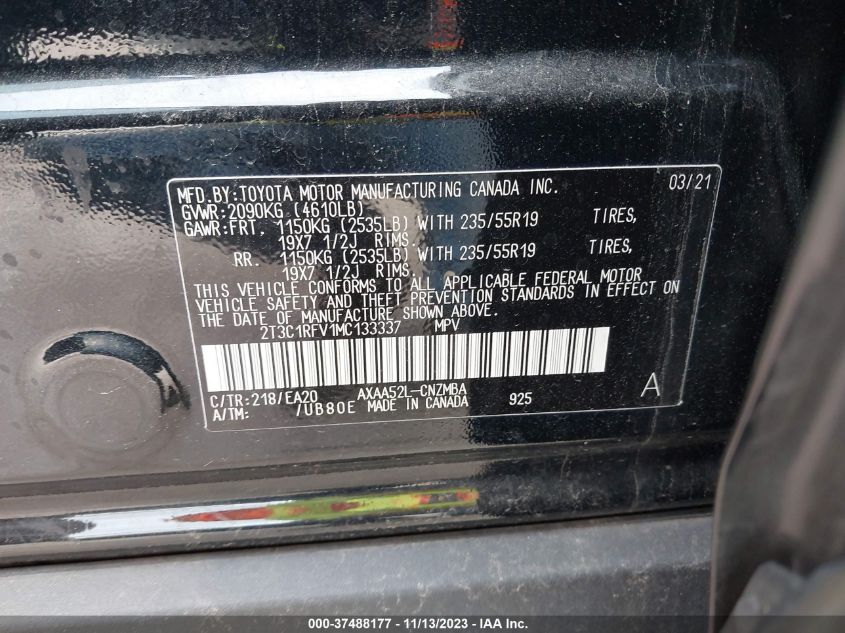 MFD.BY:TOYOTA MOTOR MANUFACTURING CANADA INC. 03/21
GVWR:2090KG (4610LB)
GAWR:FRT. 1150KG (2535LB) WITH 235/55R19 TIRES,
19X7 1/2J RIMS.
RR. 1150KG (2535LB) WITH 235/55R19 TIRES,
19X7 1/2J RIMS.
THIS VEHICLE CONFORMS TO ALL APPLICABLE FEDERAL MOTOR
VEHICLE SAFETY AND THEFT PREVENTION STANDARDS IN EFFECT ON
THE DATE OF MANUFACTURE SHOWN ABOVE.
2T3C1RFV1MC133337 MPV
C/TR:218/EA20 AXAA52L-CNZMBA A
A/TM: /UB80E MADE IN CANADA 925
000-37488177 - 11/13/2023 - IAA Inc.